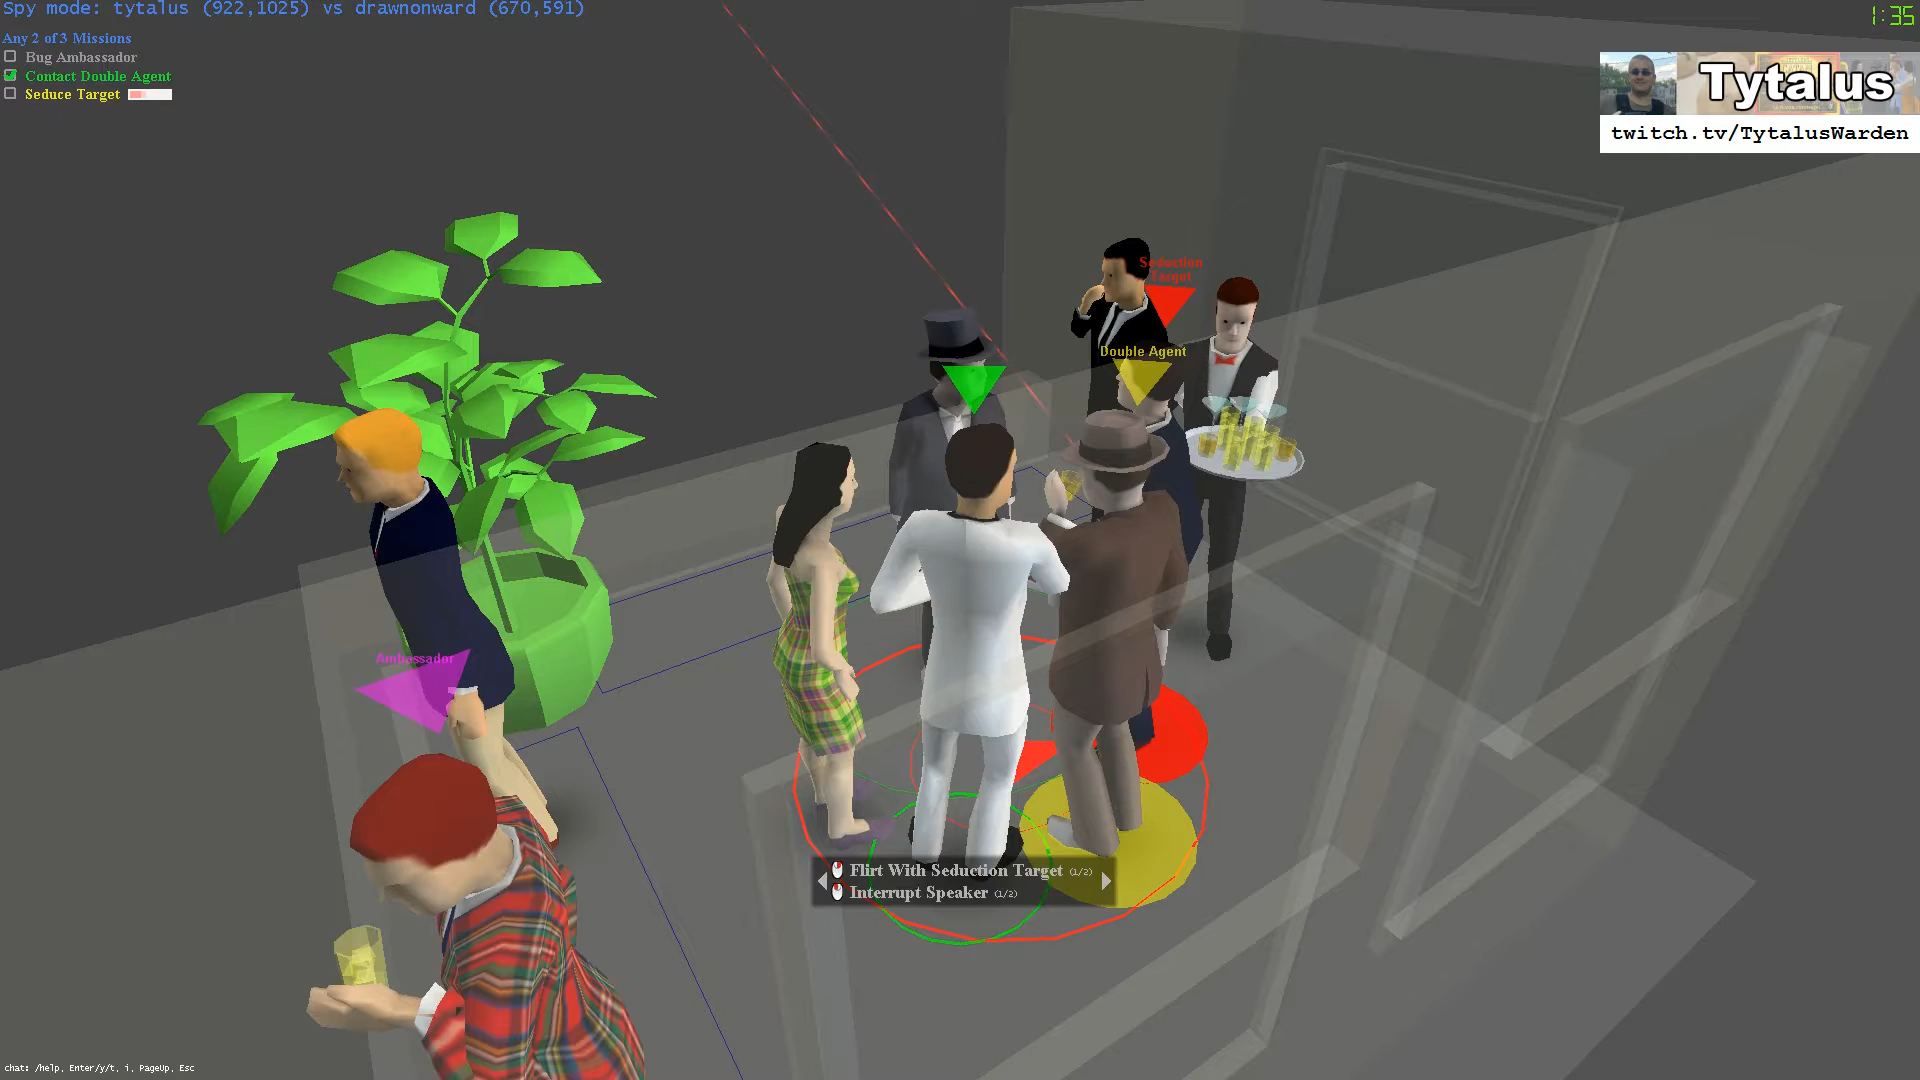 Spy mode: tytalus (922,1025) vs drawnonward (670,591)
1:35
Any 2 of 3 Missions
Bug Ambassador
Contact Double Agent
Seduce Target
Tytalus
twitch.tv/TytalusWarden
Seduction
Target
Double Agent
Ambassador
Flirt With Seduction Target (1/2)
Interrupt Speaker (1/2)
chat: /help, Enter/y/t, i, PageUp, Esc